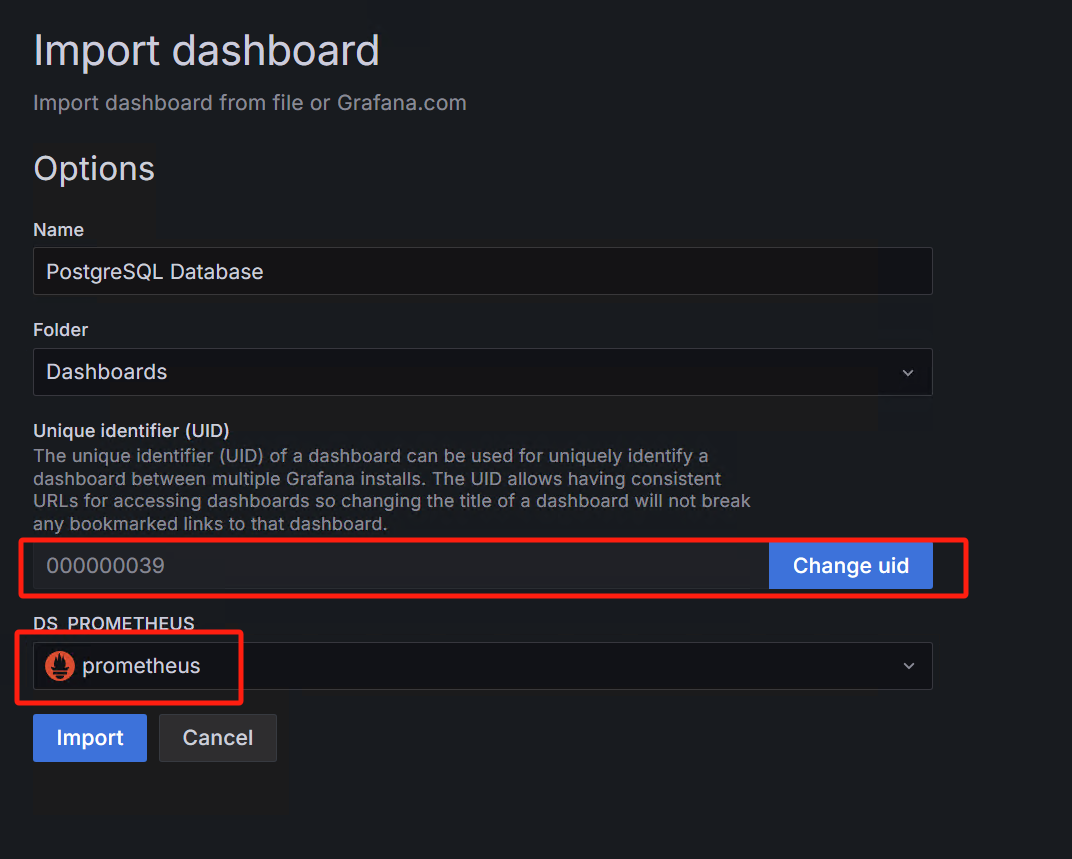 Import dashboard
Import dashboard from file or Grafana.com
Options
Name
PostgreSQL Database
Folder
Dashboards
Unique identifier (UID)
The unique identifier (UID) of a dashboard can be used for uniquely identify a
dashboard between multiple Grafana installs. The UID allows having consistent
URLs for accessing dashboards so changing the title of a dashboard will not break
any bookmarked links to that dashboard.
000000039 Change uid
DS_PROMETHEUS
prometheus
Import Cancel